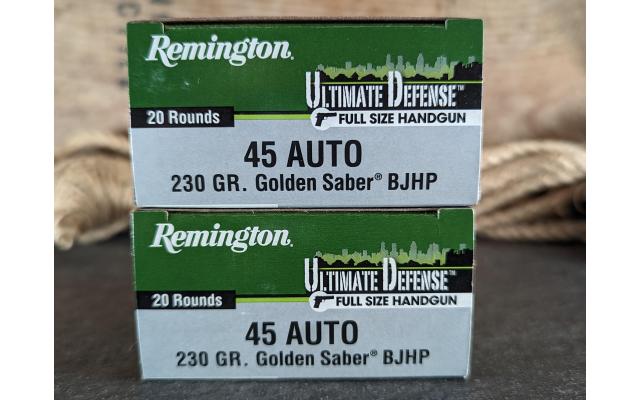 Remington®
ULTIMATE DEFENSE™
20 Rounds
FULL SIZE HANDGUN
45 AUTO
230 GR. Golden Saber® BJHP
Remington®
ULTIMATE DEFENSE™
20 Rounds
FULL SIZE HANDGUN
45 AUTO
230 GR. Golden Saber® BJHP